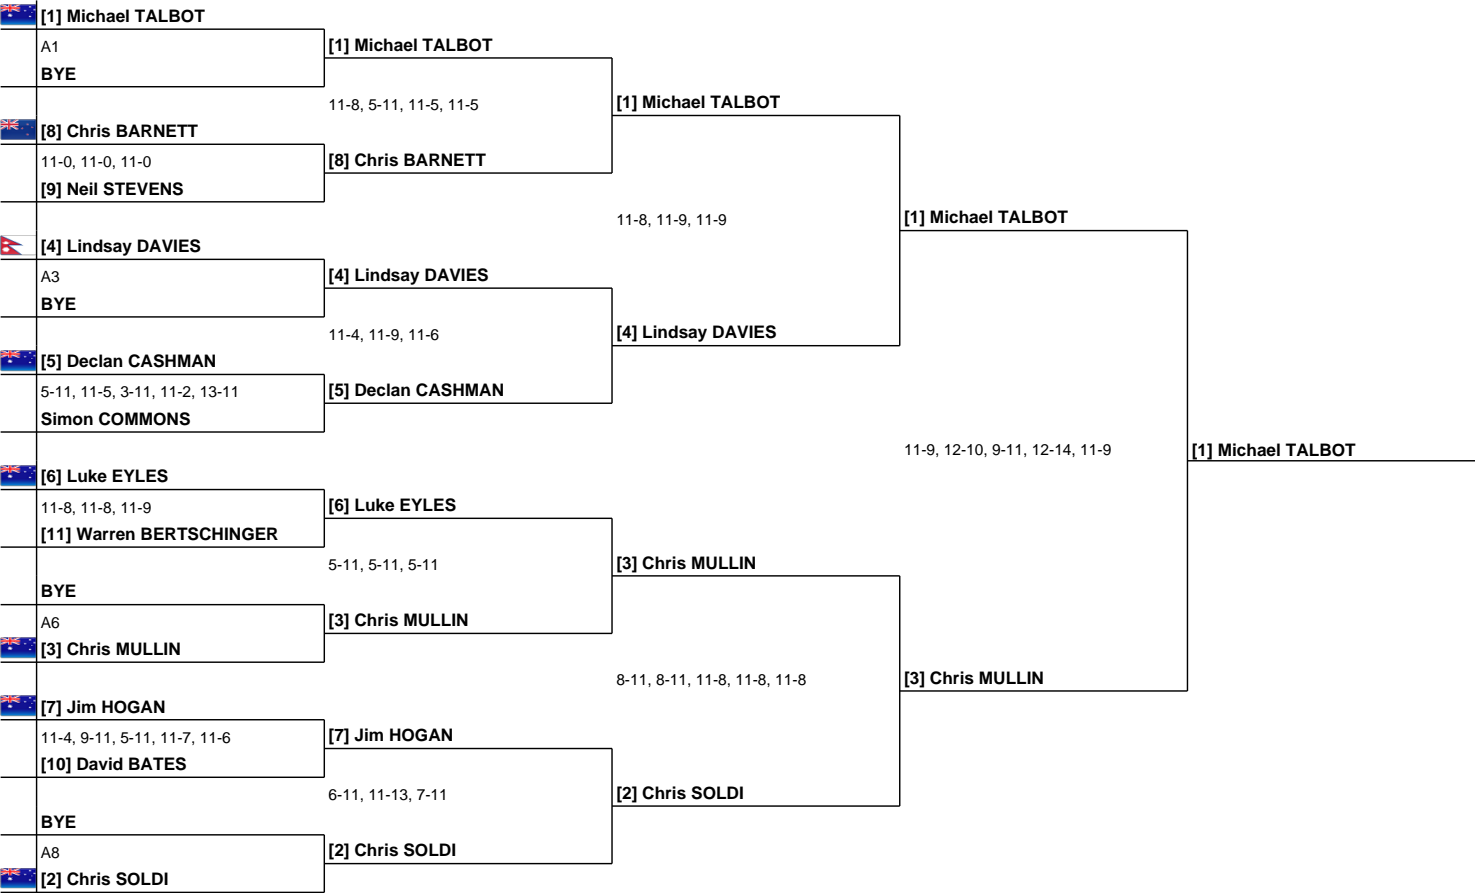 [1] Michael TALBOT
A1
BYE
[8] Chris BARNETT
11-0, 11-0, 11-0
[9] Neil STEVENS
[4] Lindsay DAVIES
A3
BYE
[5] Declan CASHMAN
5-11, 11-5, 3-11, 11-2, 13-11
Simon COMMONS
[6] Luke EYLES
11-8, 11-8, 11-9
[11] Warren BERTSCHINGER
BYE
A6
[3] Chris MULLIN
[7] Jim HOGAN
11-4, 9-11, 5-11, 11-7, 11-6
[10] David BATES
BYE
A8
[2] Chris SOLDI
[1] Michael TALBOT
11-8, 5-11, 11-5, 11-5
[8] Chris BARNETT
[4] Lindsay DAVIES
11-4, 11-9, 11-6
[5] Declan CASHMAN
[6] Luke EYLES
5-11, 5-11, 5-11
[3] Chris MULLIN
[7] Jim HOGAN
6-11, 11-13, 7-11
[2] Chris SOLDI
[1] Michael TALBOT
11-8, 11-9, 11-9
[4] Lindsay DAVIES
[3] Chris MULLIN
8-11, 8-11, 11-8, 11-8, 11-8
[2] Chris SOLDI
[1] Michael TALBOT
11-9, 12-10, 9-11, 12-14, 11-9
[3] Chris MULLIN
[1] Michael TALBOT